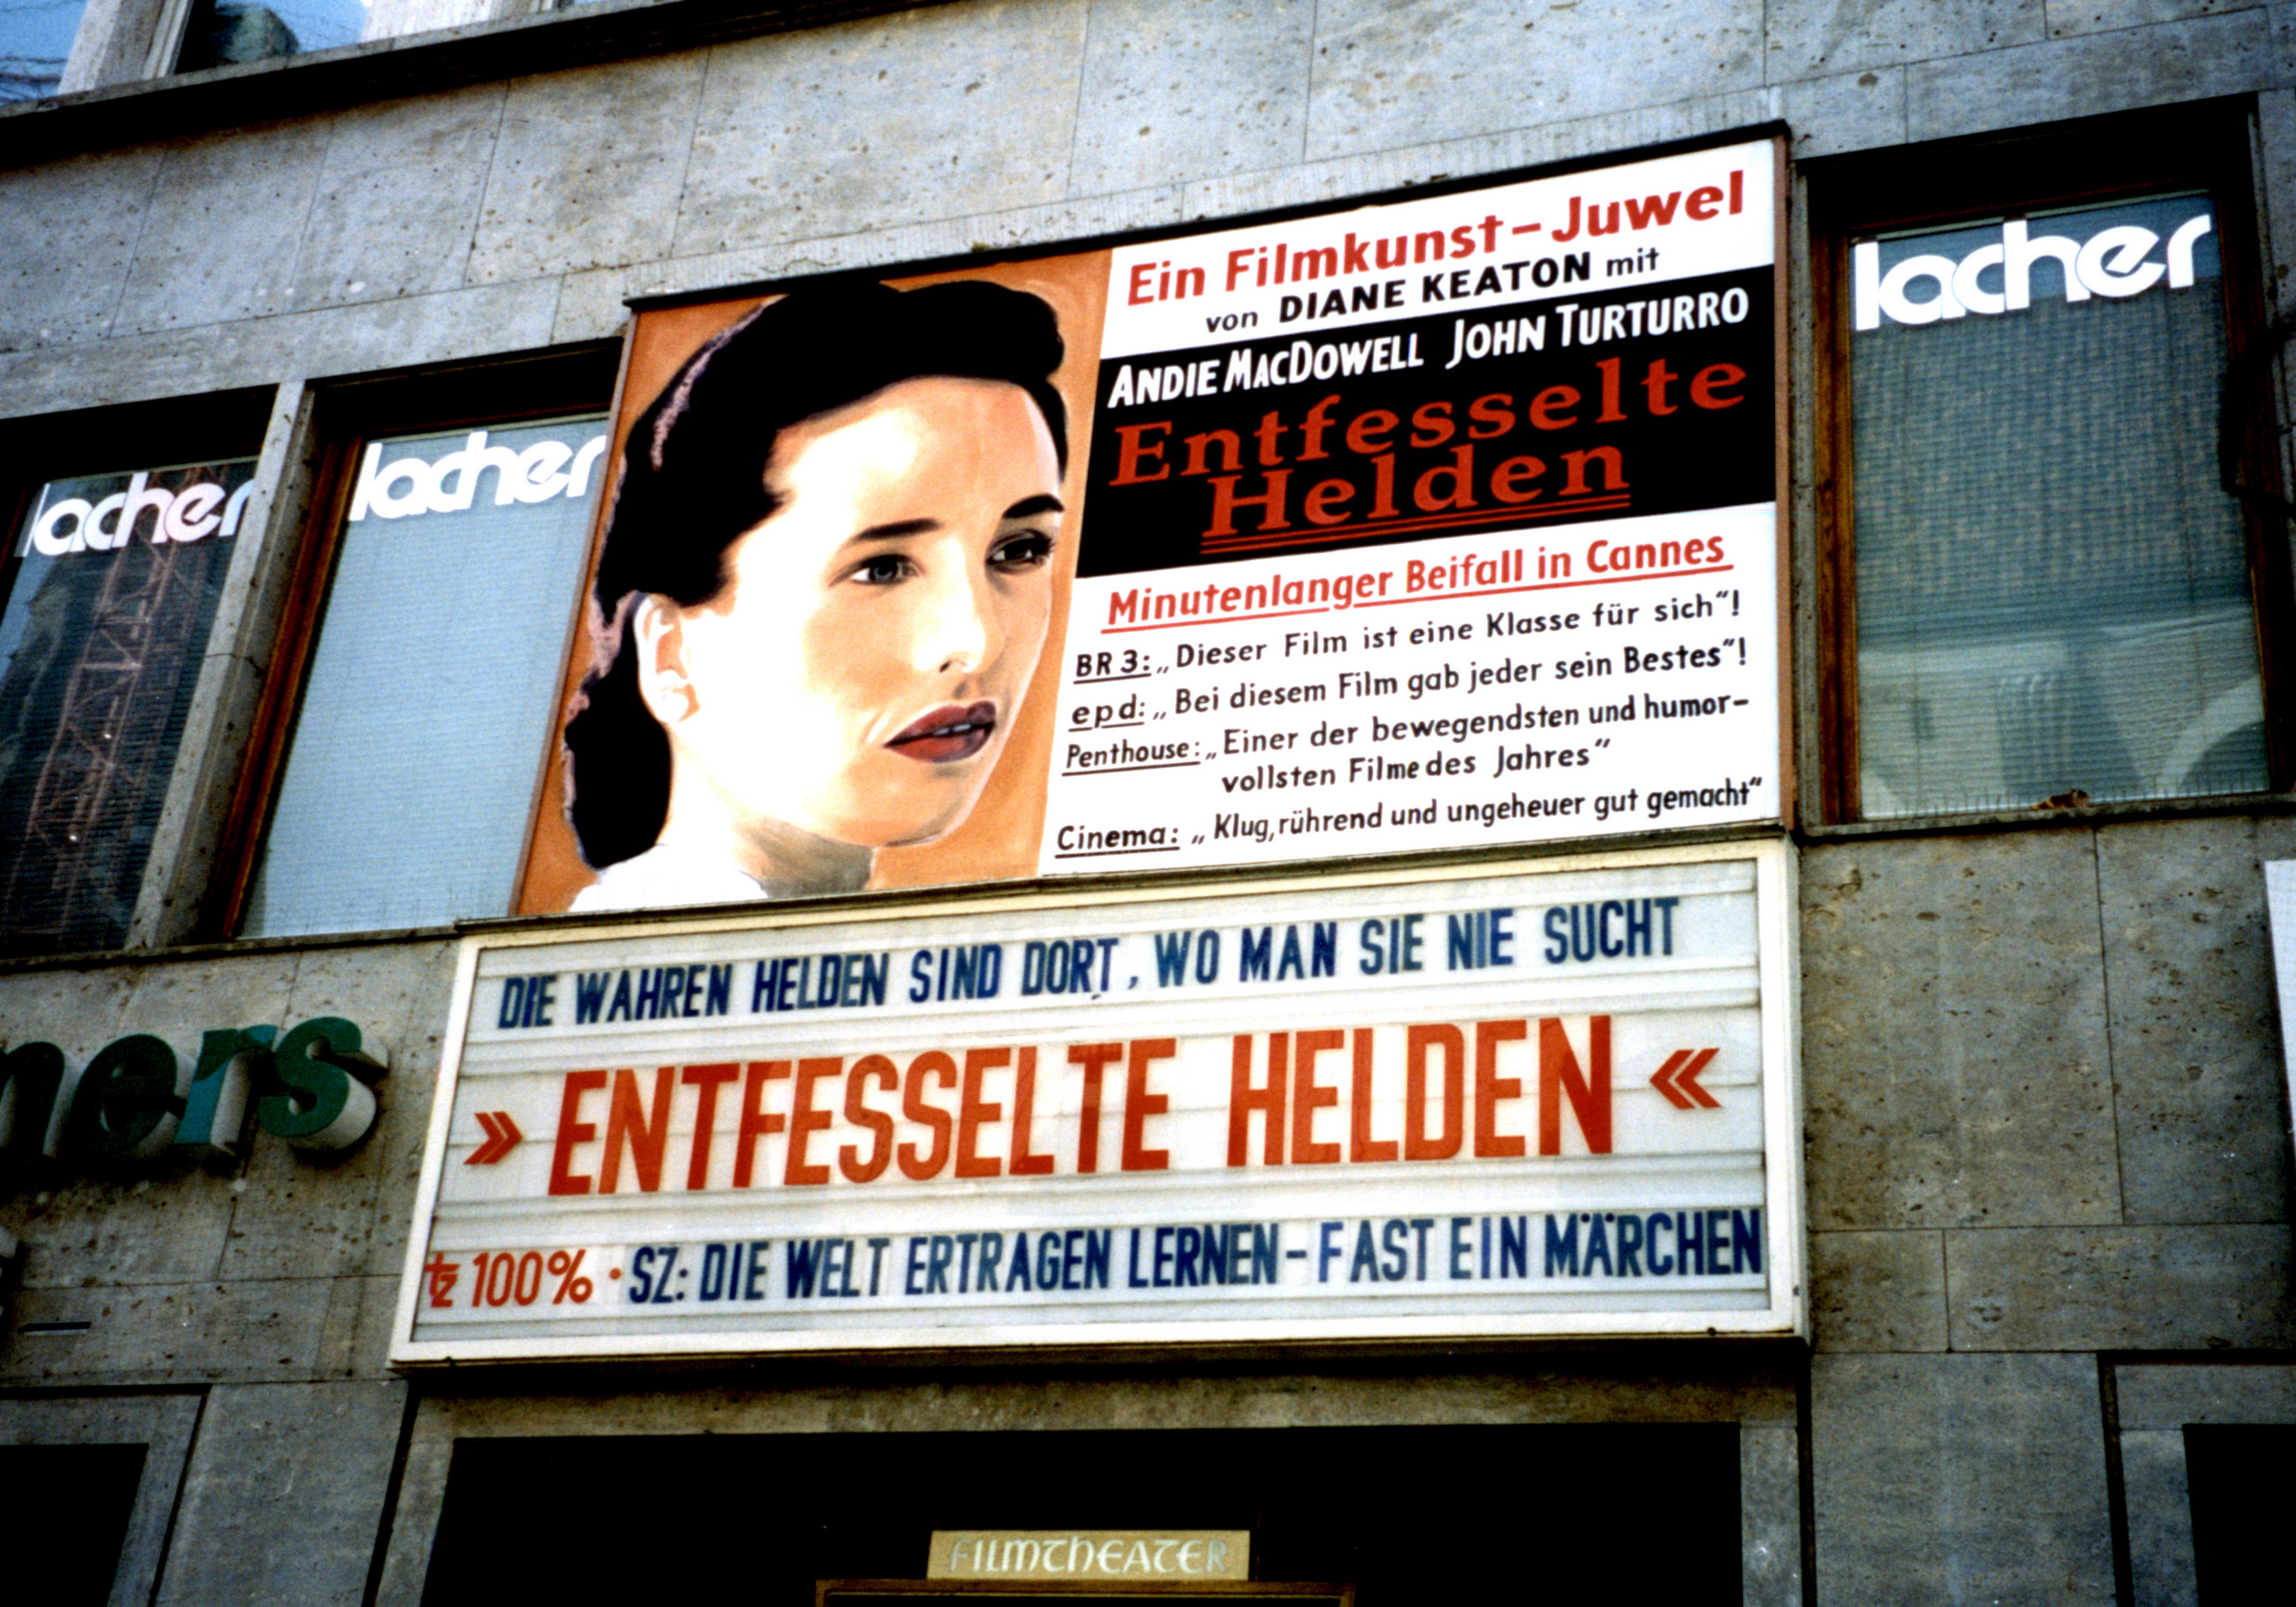 Ein Filmkunst-Juwel
von DIANE KEATON mit
ANDIE MACDOWELL JOHN TURTURRO
Entfesselte
Helden
Minutenlanger Beifall in Cannes
BR 3: „Dieser Film ist eine Klasse für sich“!
epd: „Bei diesem Film gab jeder sein Bestes“!
Penthouse: „Einer der bewegendsten und humor-
vollsten Filme des Jahres“
Cinema: „Klug, rührend und ungeheuer gut gemacht“
lacher
lacher
lacher
DIE WAHREN HELDEN SIND DORT, WO MAN SIE NIE SUCHT
» ENTFESSELTE HELDEN «
tz 100% · SZ: DIE WELT ERTRAGEN LERNEN – FAST EIN MÄRCHEN
ners
FILMTHEATER